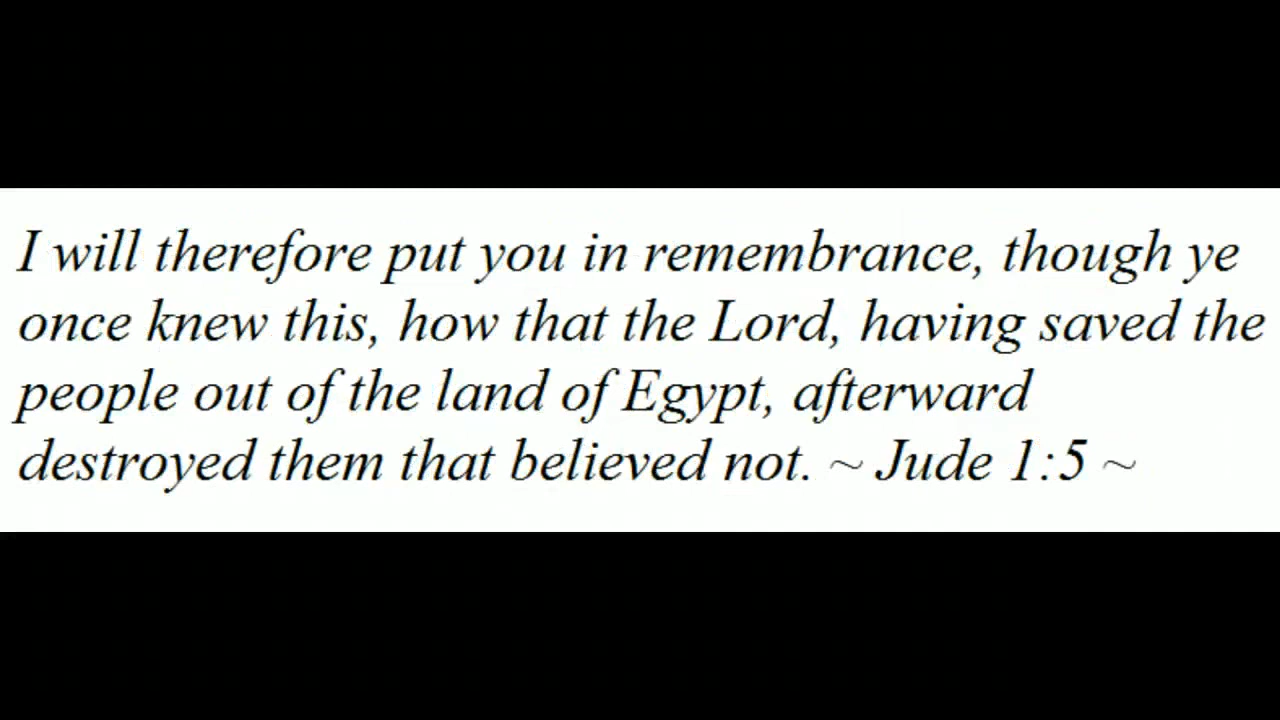 I will therefore put you in remembrance, though ye
once knew this, how that the Lord, having saved the
people out of the land of Egypt, afterward
destroyed them that believed not. ~ Jude 1:5 ~